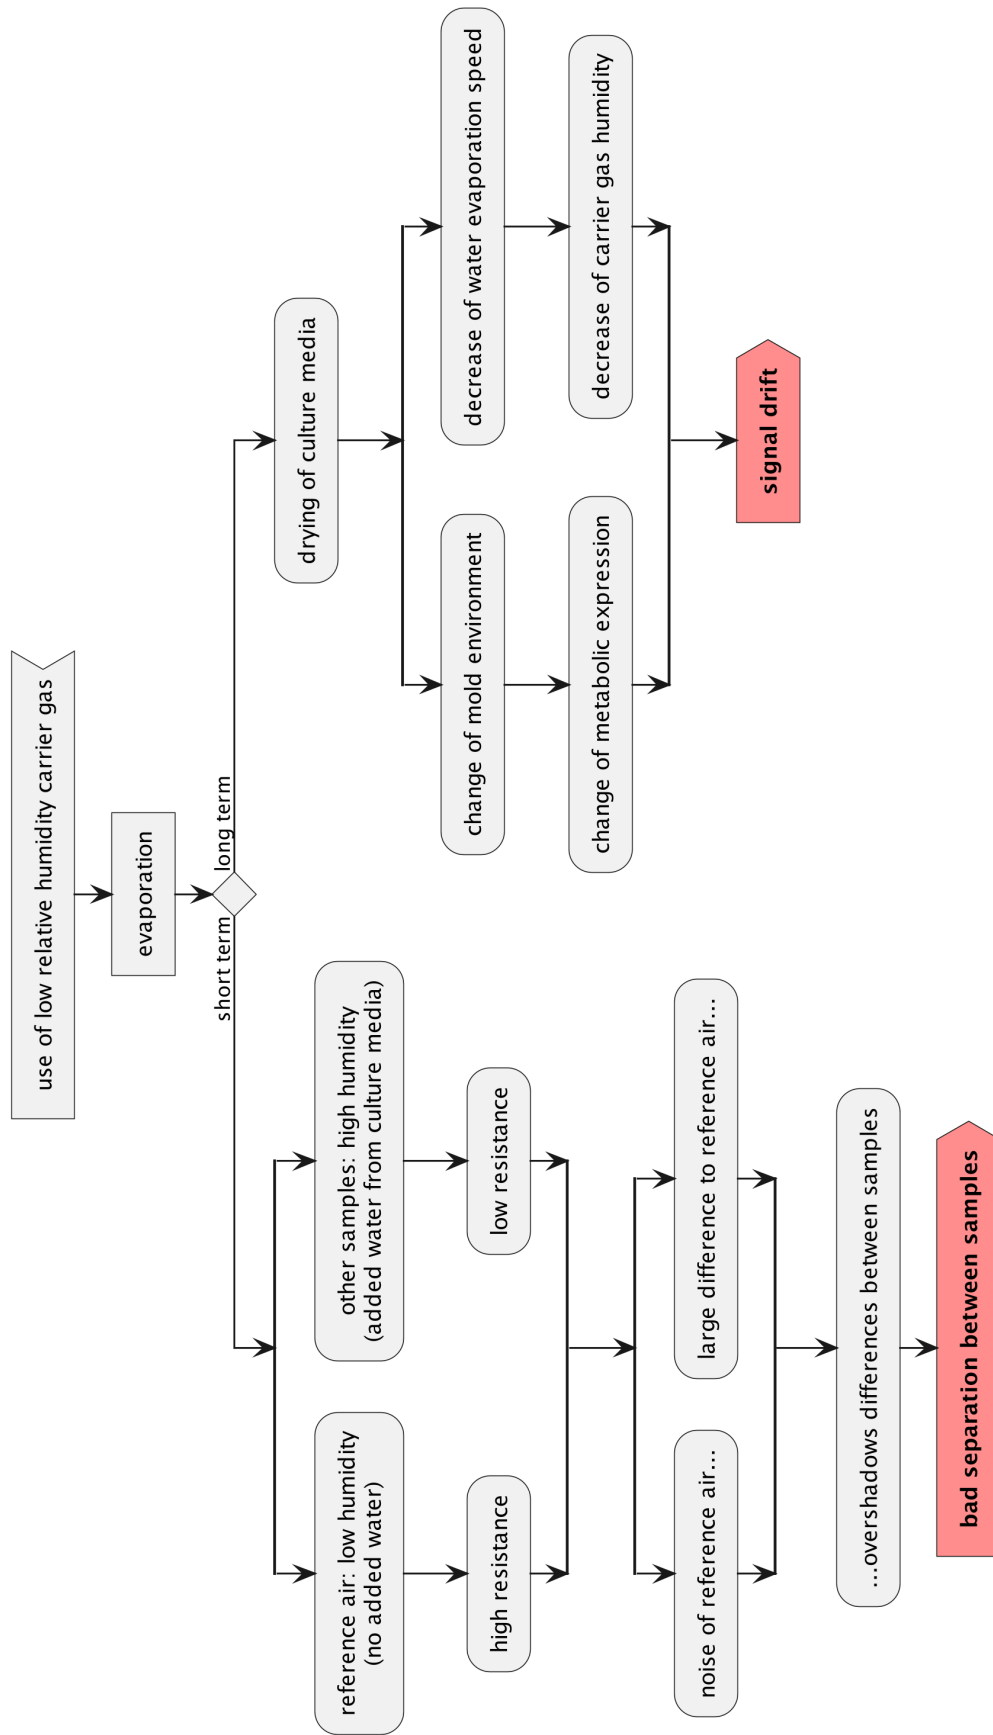 use of low relative humidity carrier gas
evaporation
short term
long term
reference air: low humidity
(no added water)
high resistance
other samples: high humidity
(added water from culture media)
low resistance
noise of reference air...
large difference to reference air...
...overshadows differences between samples
bad separation between samples
drying of culture media
change of mold environment
change of metabolic expression
decrease of water evaporation speed
decrease of carrier gas humidity
signal drift